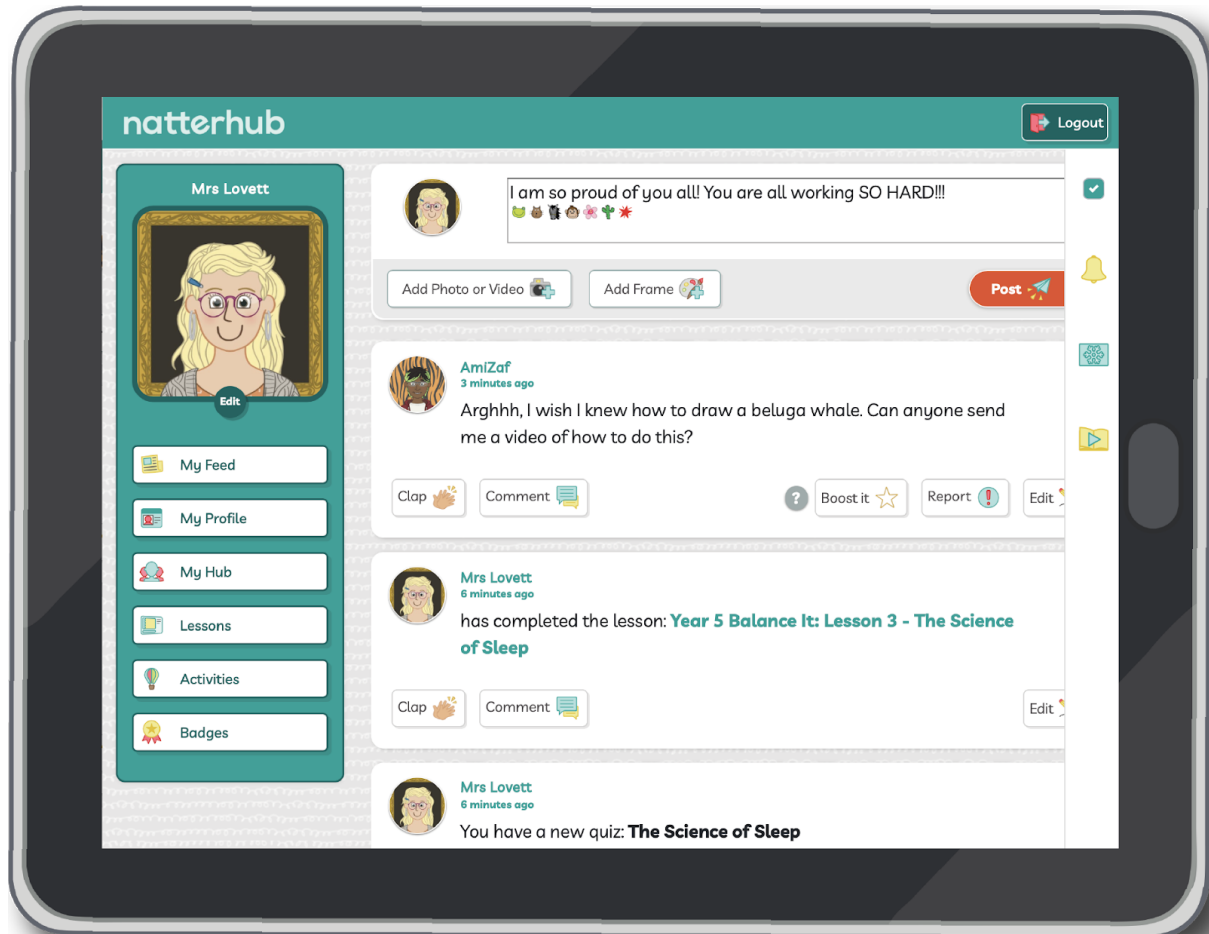 natterhub
Logout
Mrs Lovett
Edit
My Feed
My Profile
My Hub
Lessons
Activities
Badges
I am so proud of you all! You are all working SO HARD!!!
Add Photo or Video
Add Frame
Post
AmiZaf
3 minutes ago
Arghhh, I wish I knew how to draw a beluga whale. Can anyone send
me a video of how to do this?
Clap
Comment
?
Boost it
Report
Edit
Mrs Lovett
6 minutes ago
has completed the lesson: Year 5 Balance It: Lesson 3 - The Science
of Sleep
Clap
Comment
Edit
Mrs Lovett
6 minutes ago
You have a new quiz: The Science of Sleep